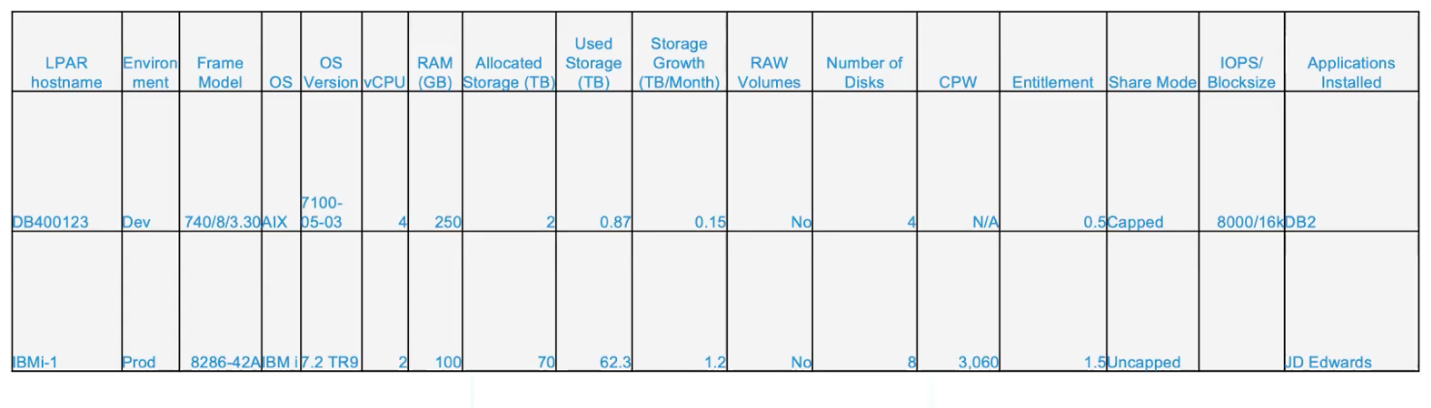 LPAR hostname	Environ ment	Frame Model	OS	OS Version	vCPU	RAM (GB)	Allocated Storage (TB)	Used Storage (TB)	Storage Growth (TB/Month)	RAW Volumes	Number of Disks	CPW	Entitlement	Share Mode	IOPS/ Blocksize	Applications Installed
DB400123	Dev	740/8/3.30	AIX	7100- 05-03	4	250	2	0.87	0.15	No	4	N/A	0.5	Capped	8000/16k	DB2
IBMi-1	Prod	8286-42A	IBM i	7.2 TR9	2	100	70	62.3	1.2	No	8	3,060	1.5	Uncapped		JD Edwards